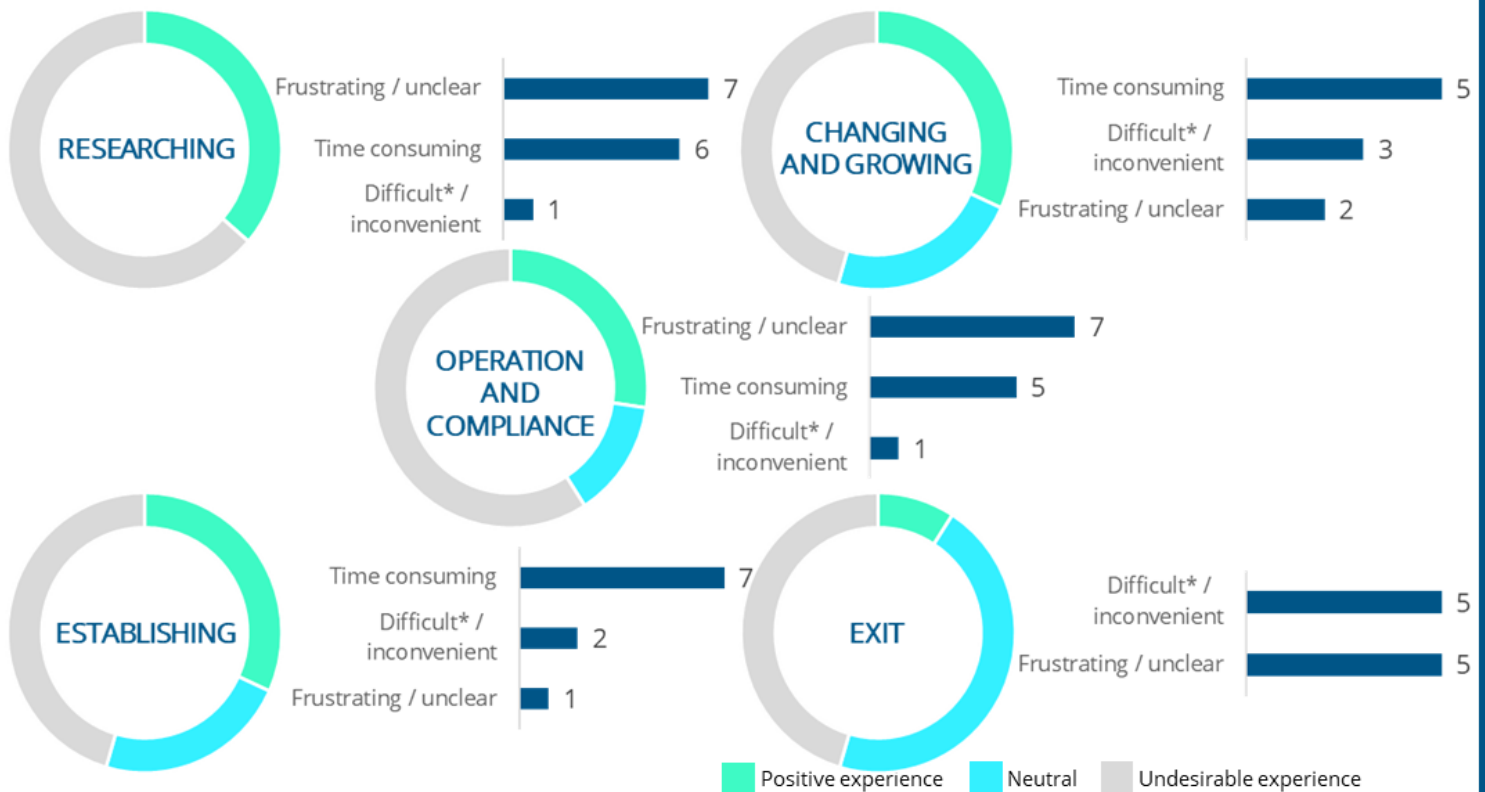 RESEARCHING
Frustrating / unclear
7
Time consuming
6
Difficult* /
inconvenient
1
CHANGING
AND GROWING
Time consuming
5
Difficult* /
inconvenient
3
Frustrating / unclear
2
OPERATION
AND
COMPLIANCE
Frustrating / unclear
7
Time consuming
5
Difficult* /
inconvenient
1
ESTABLISHING
Time consuming
7
Difficult* /
inconvenient
2
Frustrating / unclear
1
EXIT
Difficult* /
inconvenient
5
Frustrating / unclear
5
Positive experience
Neutral
Undesirable experience